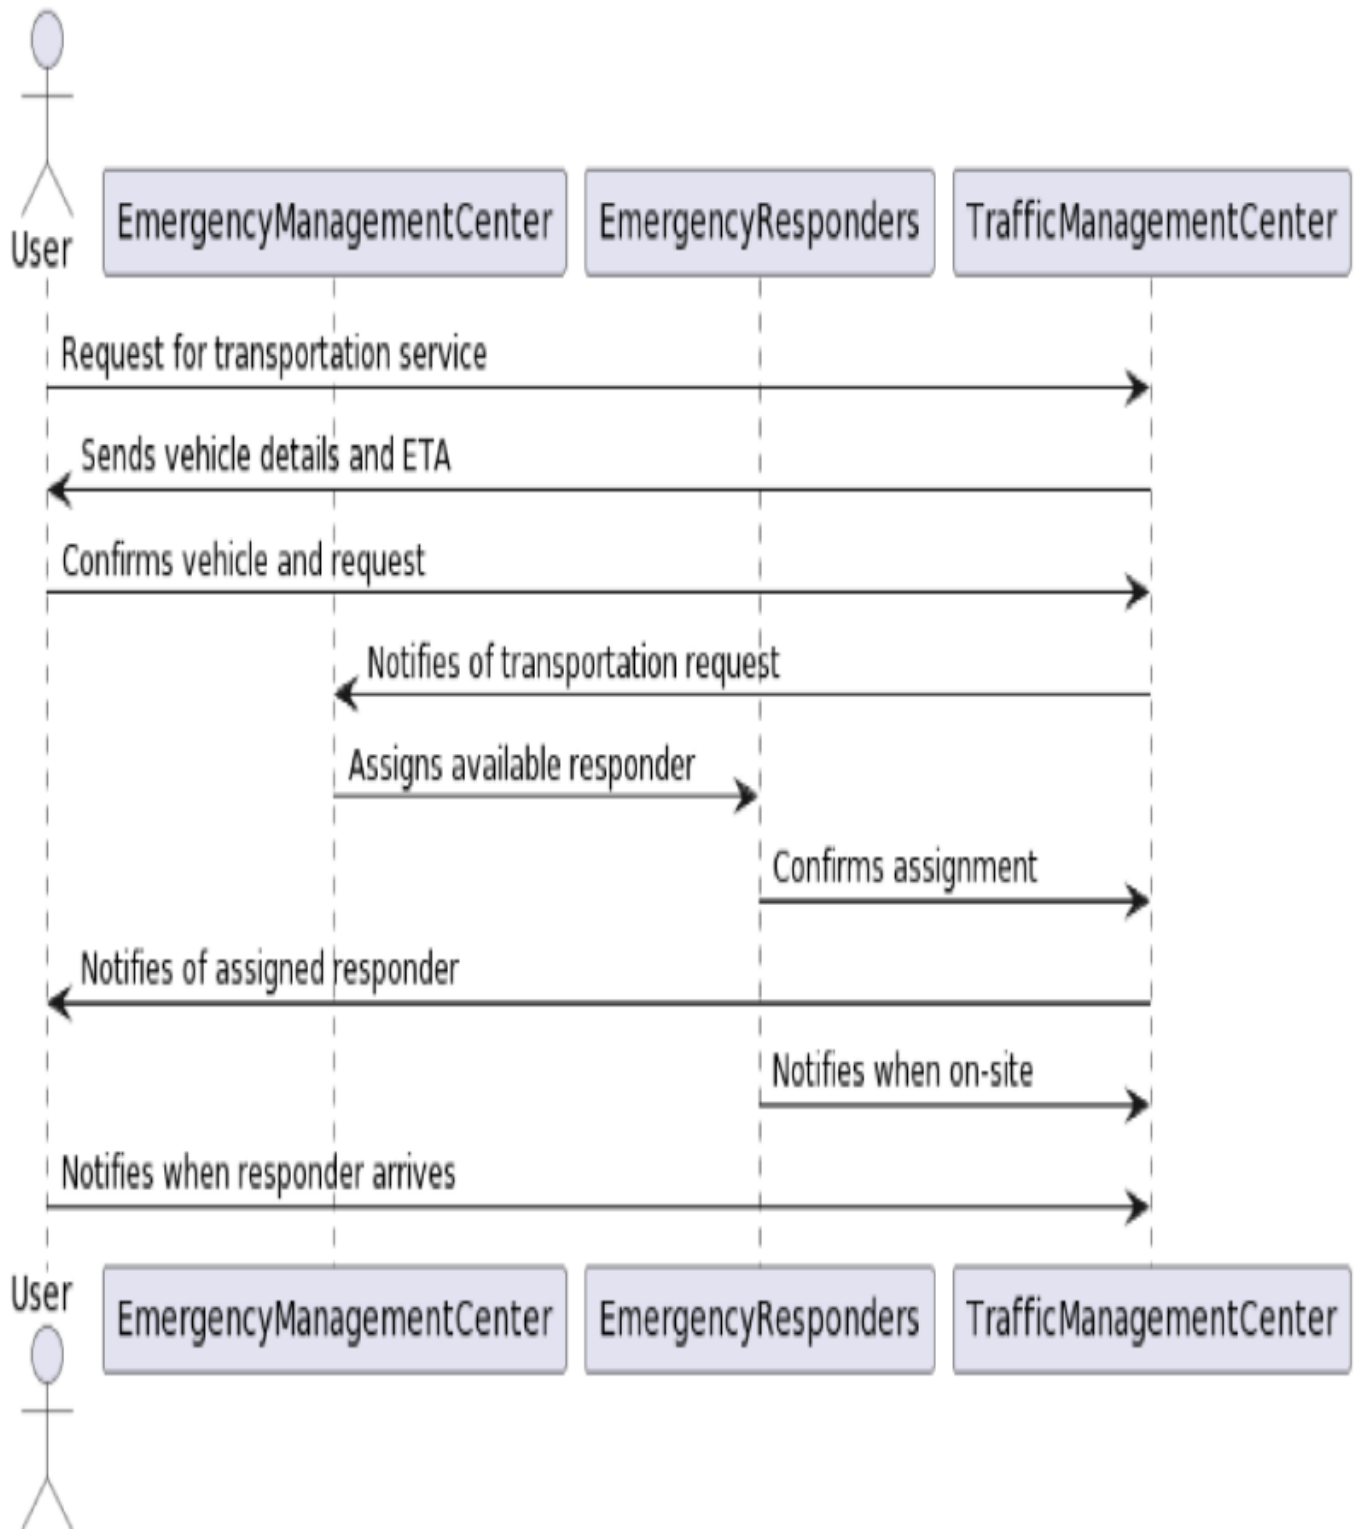 User
EmergencyManagementCenter
EmergencyResponders
TrafficManagementCenter
Request for transportation service
Sends vehicle details and ETA
Confirms vehicle and request
Notifies of transportation request
Assigns available responder
Confirms assignment
Notifies of assigned responder
Notifies when on-site
Notifies when responder arrives
User
EmergencyManagementCenter
EmergencyResponders
TrafficManagementCenter